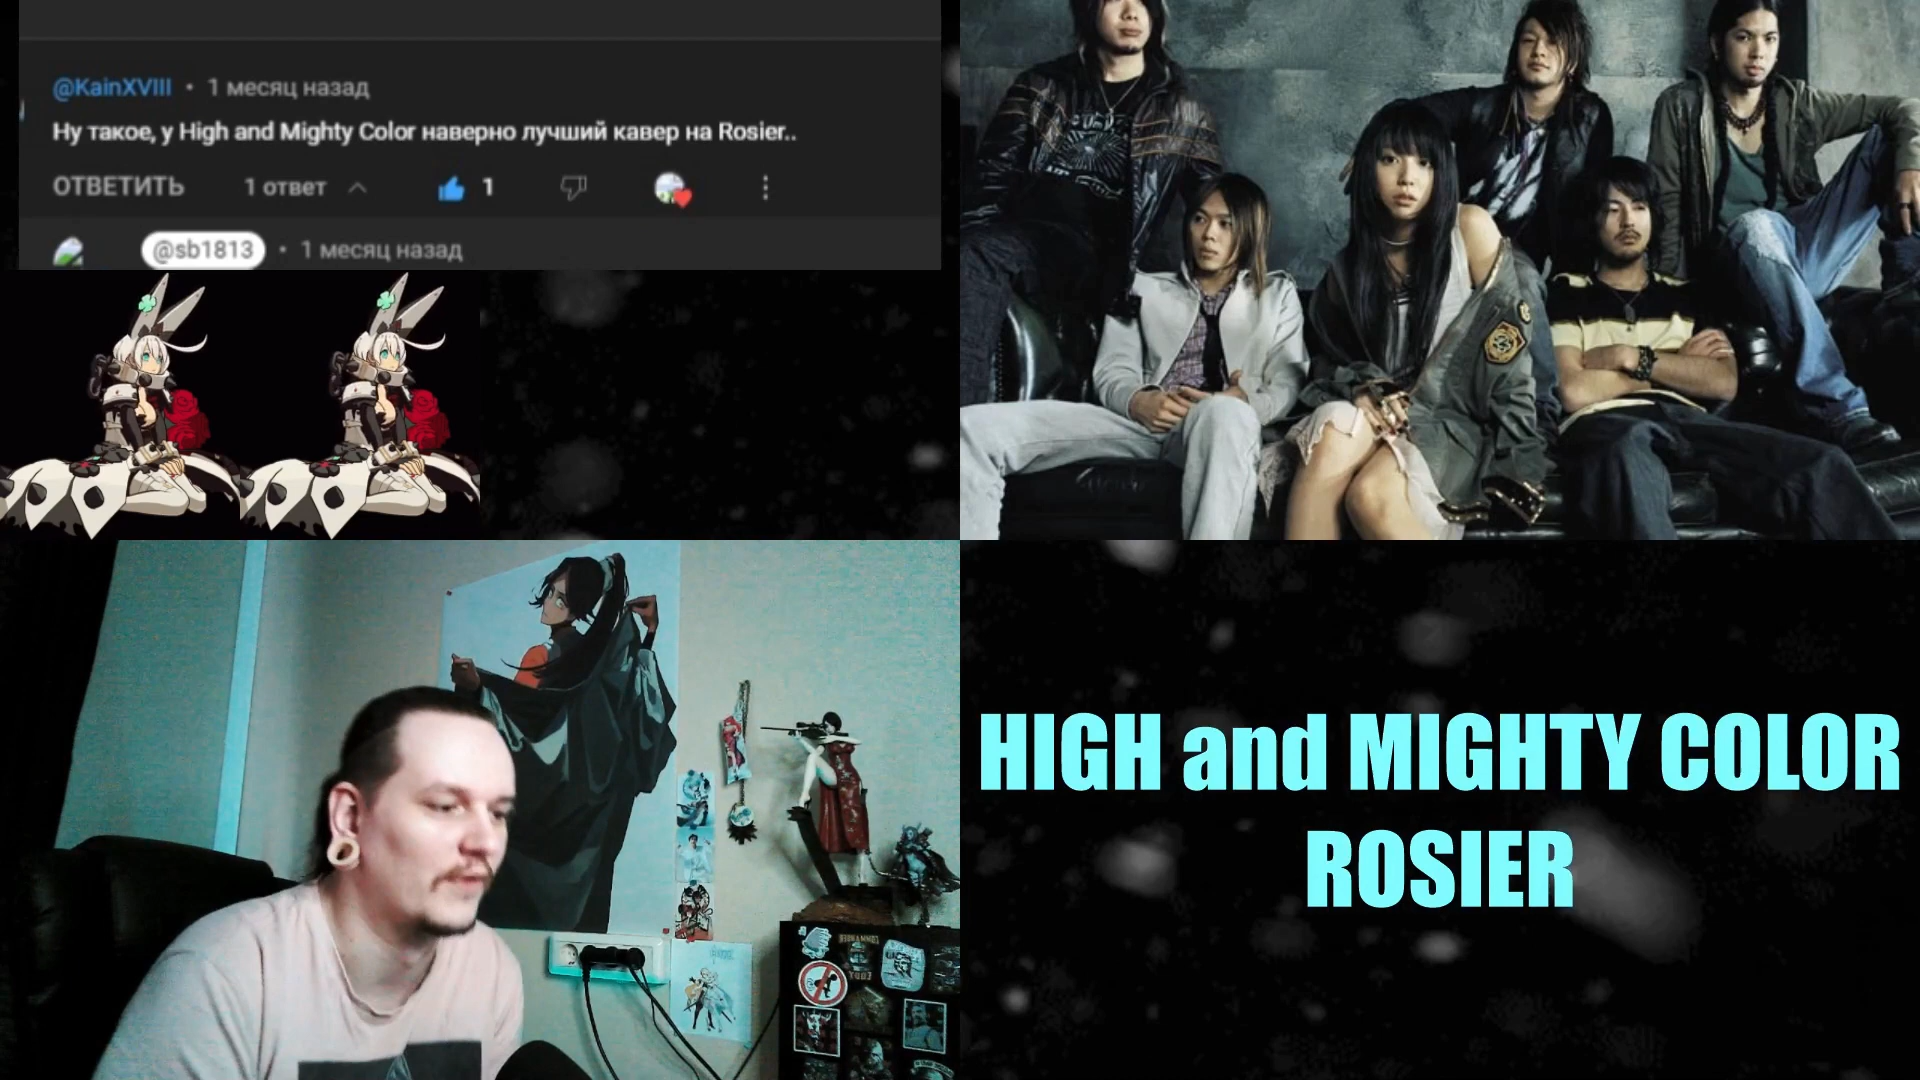 @KainXVIII • 1 месяц назад
Ну такое, у High and Mighty Color наверно лучший кавер на Rosier..
ОТВЕТИТЬ 1 ответ 1
@sb1813 • 1 месяц назад
HIGH and MIGHTY COLOR
ROSIER